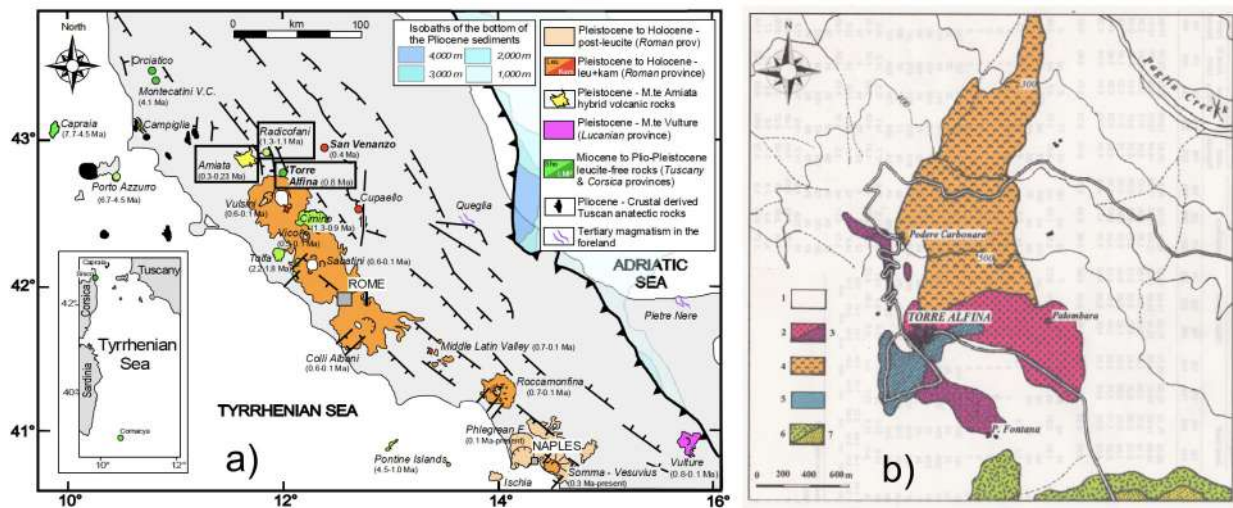 North
0 km 100
Isobaths of the bottom of the
Pliocene sediments
4,000 m
2,000 m
3,000 m
1,000 m
Pleistocene to Holocene -
post-leucite (Roman prov)
Pleistocene to Holocene -
leu+kam (Roman province)
Pleistocene - M.te Amiata
hybrid volcanic rocks
Pleistocene - M.te Vulture
(Lucanian province)
Miocene to Plio-Pleistocene
leucite-free rocks (Tuscany
& Corsica provinces)
Pliocene - Crustal derived
Tuscan anatectic rocks
Tertiary magmatism in the
foreland
Orciatico
Montecatini V.C.
(4.1 Ma)
43°
Capraia
(7.7-4.5 Ma)
Campiglia
Radicofani
(1.3-1.1 Ma)
San Venanzo
(0.4 Ma)
Amiata
(0.3-0.23 Ma)
Torre
Alfina (0.8 Ma)
Porto Azzurro
(6.7-4.5 Ma)
Vulsini
(0.6-0.1 Ma)
Cupaello
Cimino
(1.3-0.9 Ma)
Queglia
Vico
Tolfa
(2.2-1.8 Ma)
Sabatini (0.6-0.1 Ma)
42°
ROME
ADRIATIC
SEA
Pietre Nere
Colli Albani
(0.6-0.1 Ma)
Middle Latin Valley (0.7-0.1 Ma)
Roccamonfina
(0.7-0.1 Ma)
TYRRHENIAN SEA
41°
Phlegrean F.
(0.1 Ma-present)
NAPLES
Pontine Islands
(4.5-1.0 Ma)
Ischia
Somma - Vesuvius
(0.3 Ma-present)
Vulture
(0.8-0.1 Ma)
Capraia
Tuscany
Corsica
42°
Tyrrhenian
Sea
Sardinia
40°
Cornacya
10° 12°
a)
10° 12° 14° 16°
N
Paglia Creek
300
Podere Carbonara
500
TORRE ALFINA
Palombara
P. Fontana
1
2 3
4
5
6 7
0 200 400 600m
b)